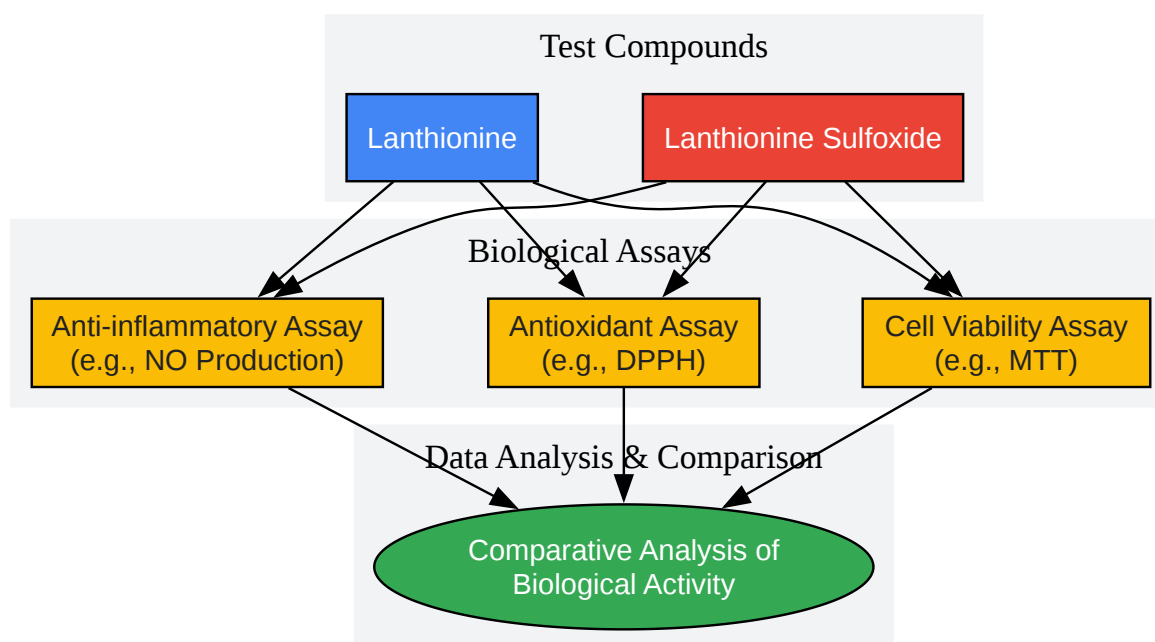 Test Compounds
Lanthionine
Lanthionine Sulfoxide
Biological Assays
Anti-inflammatory Assay
(e.g., NO Production)
Antioxidant Assay
(e.g., DPPH)
Cell Viability Assay
(e.g., MTT)
Data Analysis & Comparison
Comparative Analysis of
Biological Activity